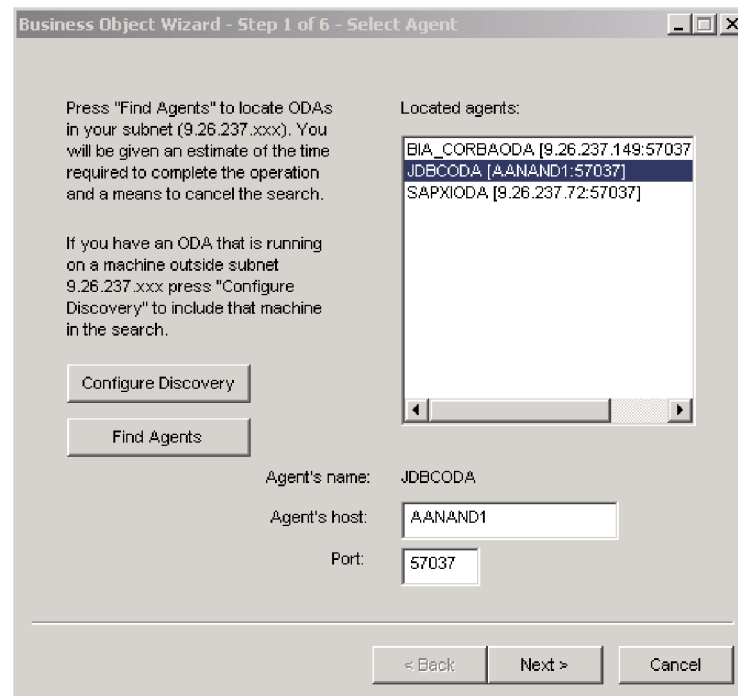 Business Object Wizard - Step 1 of 6 - Select Agent
Press "Find Agents" to locate ODAs
in your subnet (9.26.237.xxx). You
will be given an estimate of the time
required to complete the operation
and a means to cancel the search.
If you have an ODA that is running
on a machine outside subnet
9.26.237.xxx press "Configure
Discovery" to include that machine
in the search.
Configure Discovery
Find Agents
Located agents:
BIA_CORBAODA [9.26.237.149:57037
JDBCODA [AANAND1:57037]
SAPXIODA [9.26.237.72:57037]
Agent's name: JDBCODA
Agent's host: AANAND1
Port: 57037
< Back
Next >
Cancel